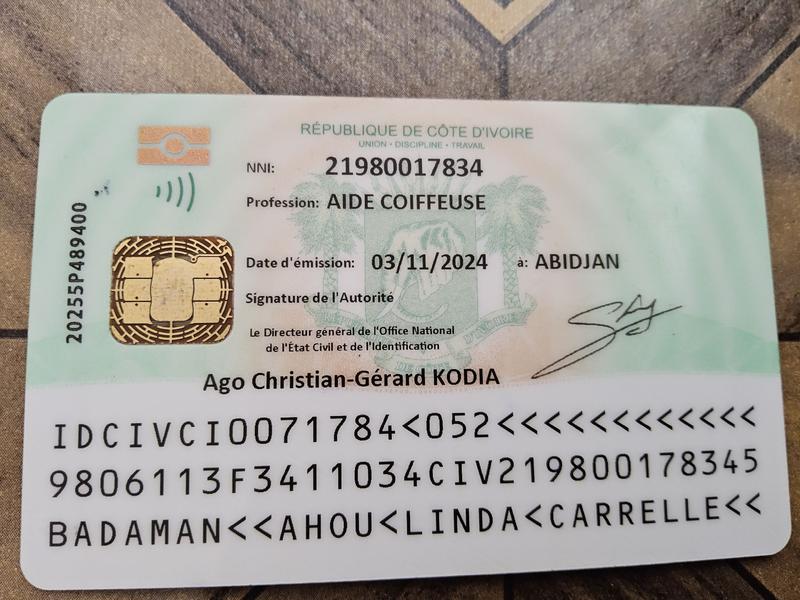 RÉPUBLIQUE DE CÔTE D'IVOIRE
UNION - DISCIPLINE - TRAVAIL
NNI: 21980017834
Profession: AIDE COIFFEUSE
Date d'émission: 03/11/2024 à: ABIDJAN
Signature de l'Autorité
Le Directeur général de l'Office National
de l'État Civil et de l'Identification
Ago Christian-Gérard KODIA
20255P489400
IDCIVCI0071784<052<<<<<<<<<<<<
9806113F3411034CIV219800178345
BADAMAN<<AHOU<LINDA<CARRELLE<<